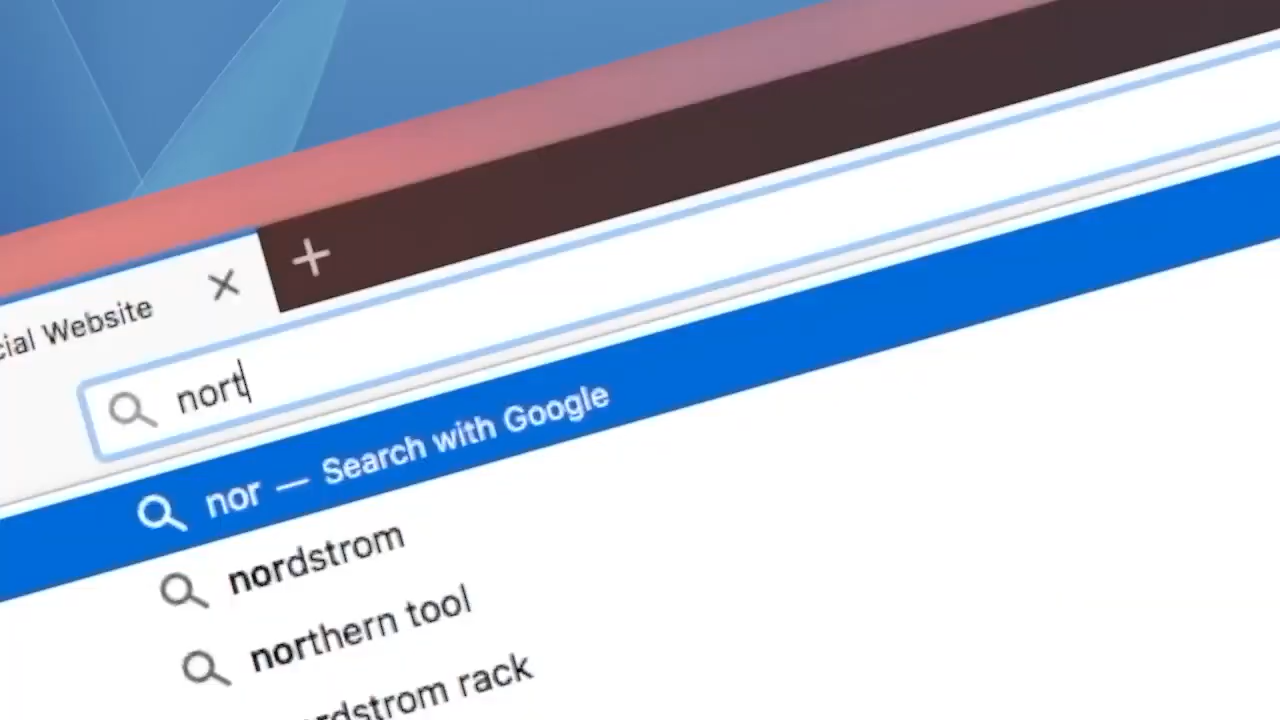 cial Website
nort
nor — Search with Google
nordstrom
northern tool
rdstrom rack